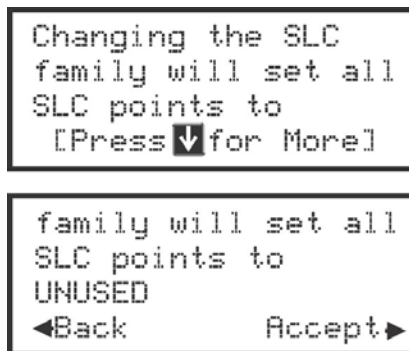 Changing the SLC
family will set all
SLC points to
[Press↓for More]
family will set all
SLC points to
UNUSED
◄Back Accept►